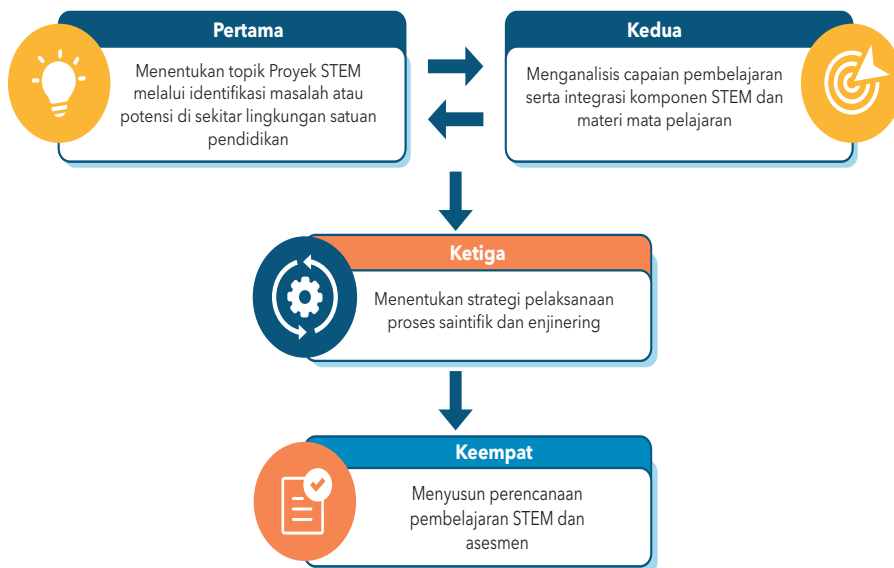 Pertama
Menentukan topik Proyek STEM
melalui identifikasi masalah atau
potensi di sekitar lingkungan satuan
pendidikan
Kedua
Menganalisis capaian pembelajaran
serta integrasi komponen STEM dan
materi mata pelajaran
Ketiga
Menentukan strategi pelaksanaan
proses saintifik dan enjinering
Keempat
Menyusun perencanaan
pembelajaran STEM dan
asesmen